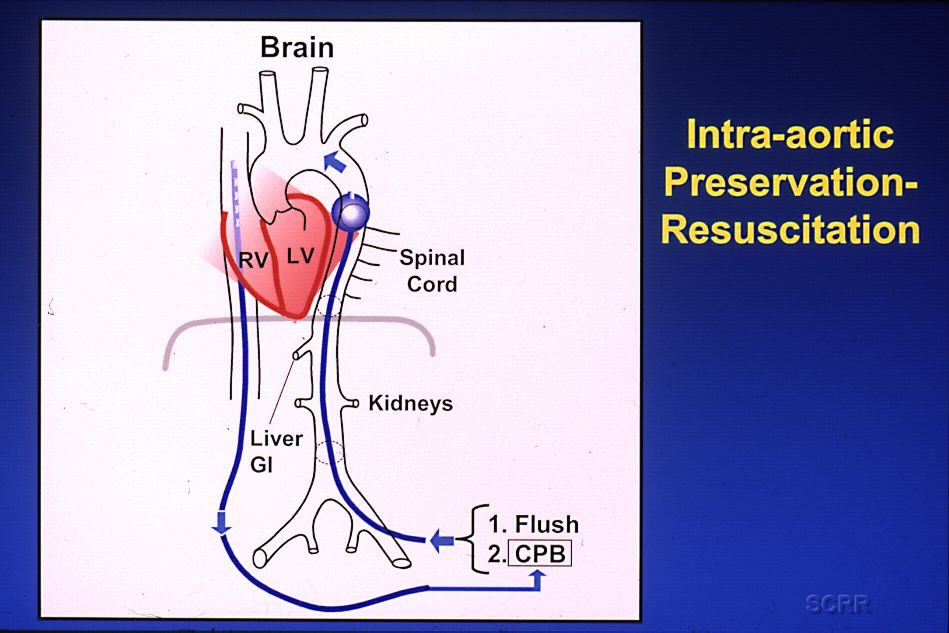 Brain
Intra-aortic
Preservation-
Resuscitation
RV
LV
Spinal
Cord
Kidneys
Liver
GI
1. Flush
2. CPB
SCRR